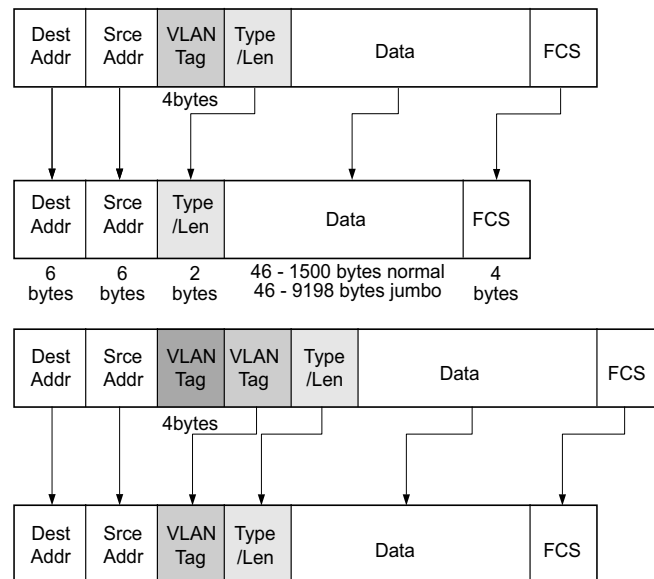 Dest Addr Srce Addr VLAN Tag Type /Len Data FCS
4bytes
Dest Addr Srce Addr Type /Len Data FCS
6 bytes 6 bytes 2 bytes 46 - 1500 bytes normal 46 - 9198 bytes jumbo 4 bytes
Dest Addr Srce Addr VLAN Tag VLAN Tag Type /Len Data FCS
4bytes
Dest Addr Srce Addr VLAN Tag Type /Len Data FCS